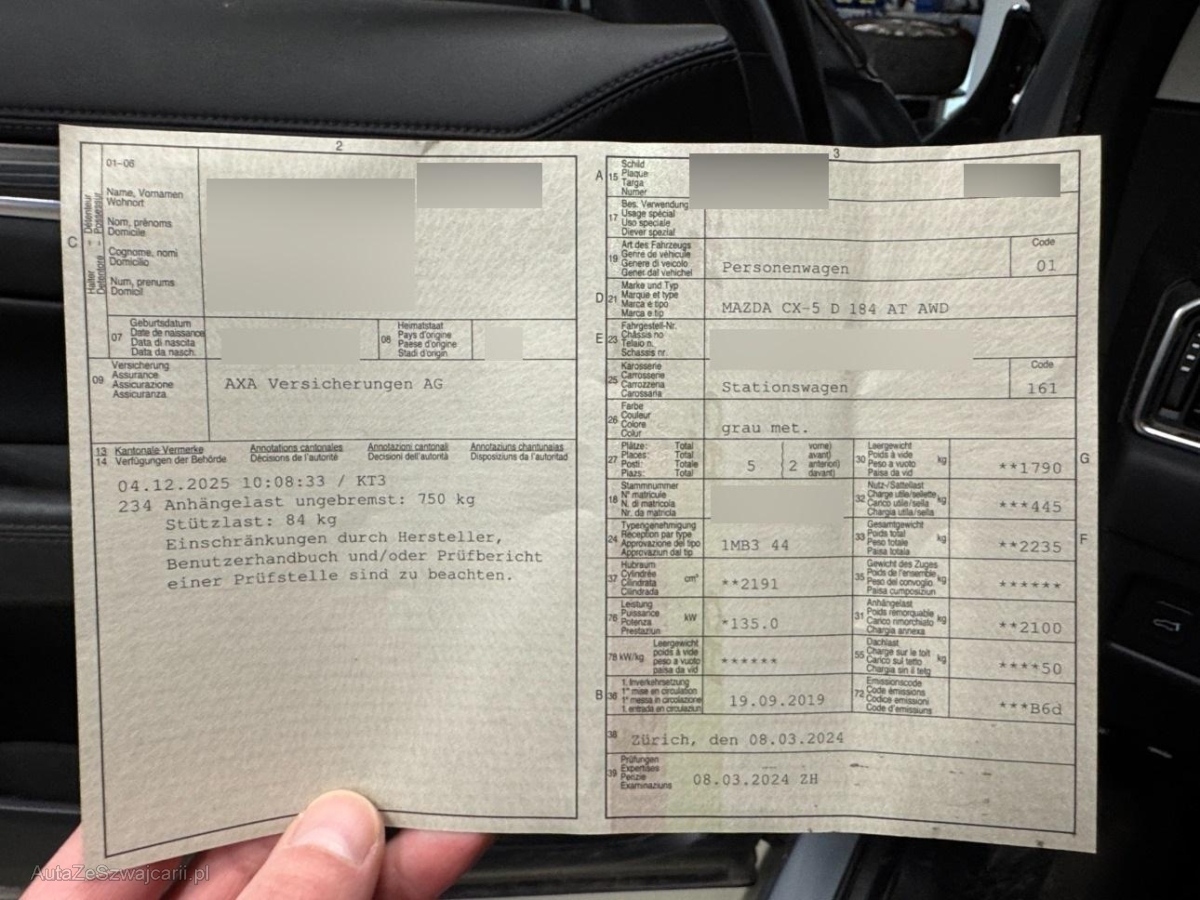 2
01-06
Halter - Détenteur
Detentore - Possessur
C
Name, Vornamen
Wohnort
Nom, prénoms
Domicile
Cognome, nomi
Domicilio
Num, prenums
Domicil
07
Geburtsdatum
Date de naissance
Data di nascita
Data da nasch.
08
Heimatstaat
Pays d'origine
Paese d'origine
Stadi d'origin
09
Versicherung
Assurance
Assicurazione
Assicuranza
AXA Versicherungen AG
13 Kantonale Vermerke Annotations cantonales Annotazioni cantonali Annotaziuns chantunalas
14 Verfügungen der Behörde Décisions de l'autorité Decisioni dell'autorità Disposiziuns da l'autoritad
04.12.2025 10:08:33 / KT3
234 Anhängelast ungebremst: 750 kg
Stützlast: 84 kg
Einschränkungen durch Hersteller,
Benutzerhandbuch und/oder Prüfbericht
einer Prüfstelle sind zu beachten.
3
A
15
Schild
Plaque
Targa
Numer
17
Bes. Verwendung
Usage spécial
Uso speciale
Diever spezial
19
Art des Fahrzeugs
Genre de véhicule
Genere di veicolo
Gener dal vehichel
Personenwagen
Code
01
D
21
Marke und Typ
Marque et type
Marca e tipo
Marca e tip
MAZDA CX-5 D 184 AT AWD
E
23
Fahrgestell-Nr.
Châssis no
Telaio n.
Schassis nr.
25
Karosserie
Carrosserie
Carrozzeria
Carossaria
Stationswagen
Code
161
26
Farbe
Couleur
Colore
Colur
grau met.
27
Plätze: Total
Places: Total
Posti: Totale
Plazs: Total
5
2
vorne)
avant)
anteriori)
davant)
30
Leergewicht
Poids à vide
Peso a vuoto
Paisa da vid
kg
**1790
G
18
Stammnummer
N° matricule
N. di matricola
Nr. da matricla
32
Nutz-/Sattellast
Charge utile/sellette
Carico utile/sella
Chargia utila/sella
kg
***445
24
Typengenehmigung
Réception par type
Approvazione del tipo
Approvaziun dal tip
1MB3 44
33
Gesamtgewicht
Poids total
Peso totale
Paisa totala
kg
**2235
F
37
Hubraum
Cylindrée
Cilindrata
Cilindrada
cm³
**2191
35
Gewicht des Zuges
Poids de l'ensemble
Peso del convoglio
Paisa cumposiziun
kg
******
76
Leistung
Puissance
Potenza
Prestaziun
kW
*135.0
31
Anhängelast
Poids remorquable
Carico rimorchiato
Chargia annexa
kg
**2100
78 kW/kg
Leergewicht
poids à vide
peso a vuoto
paisa da vid
******
55
Dachlast
Charge sur le toit
Carico sul tetto
Chargia sin il tetg
kg
****50
B
36
1. Inverkehrsetzung
1re mise en circulation
1a messa in circolazione
1. entrada en circulaziun
19.09.2019
72
Emissionscode
Code émissions
Codice emissioni
Code d'emissiuns
***B6d
38
Zürich, den 08.03.2024
39
Prüfungen
Expertises
Perizie
Examinaziuns
08.03.2024 ZH
AutaZeSzwajcarii.pl